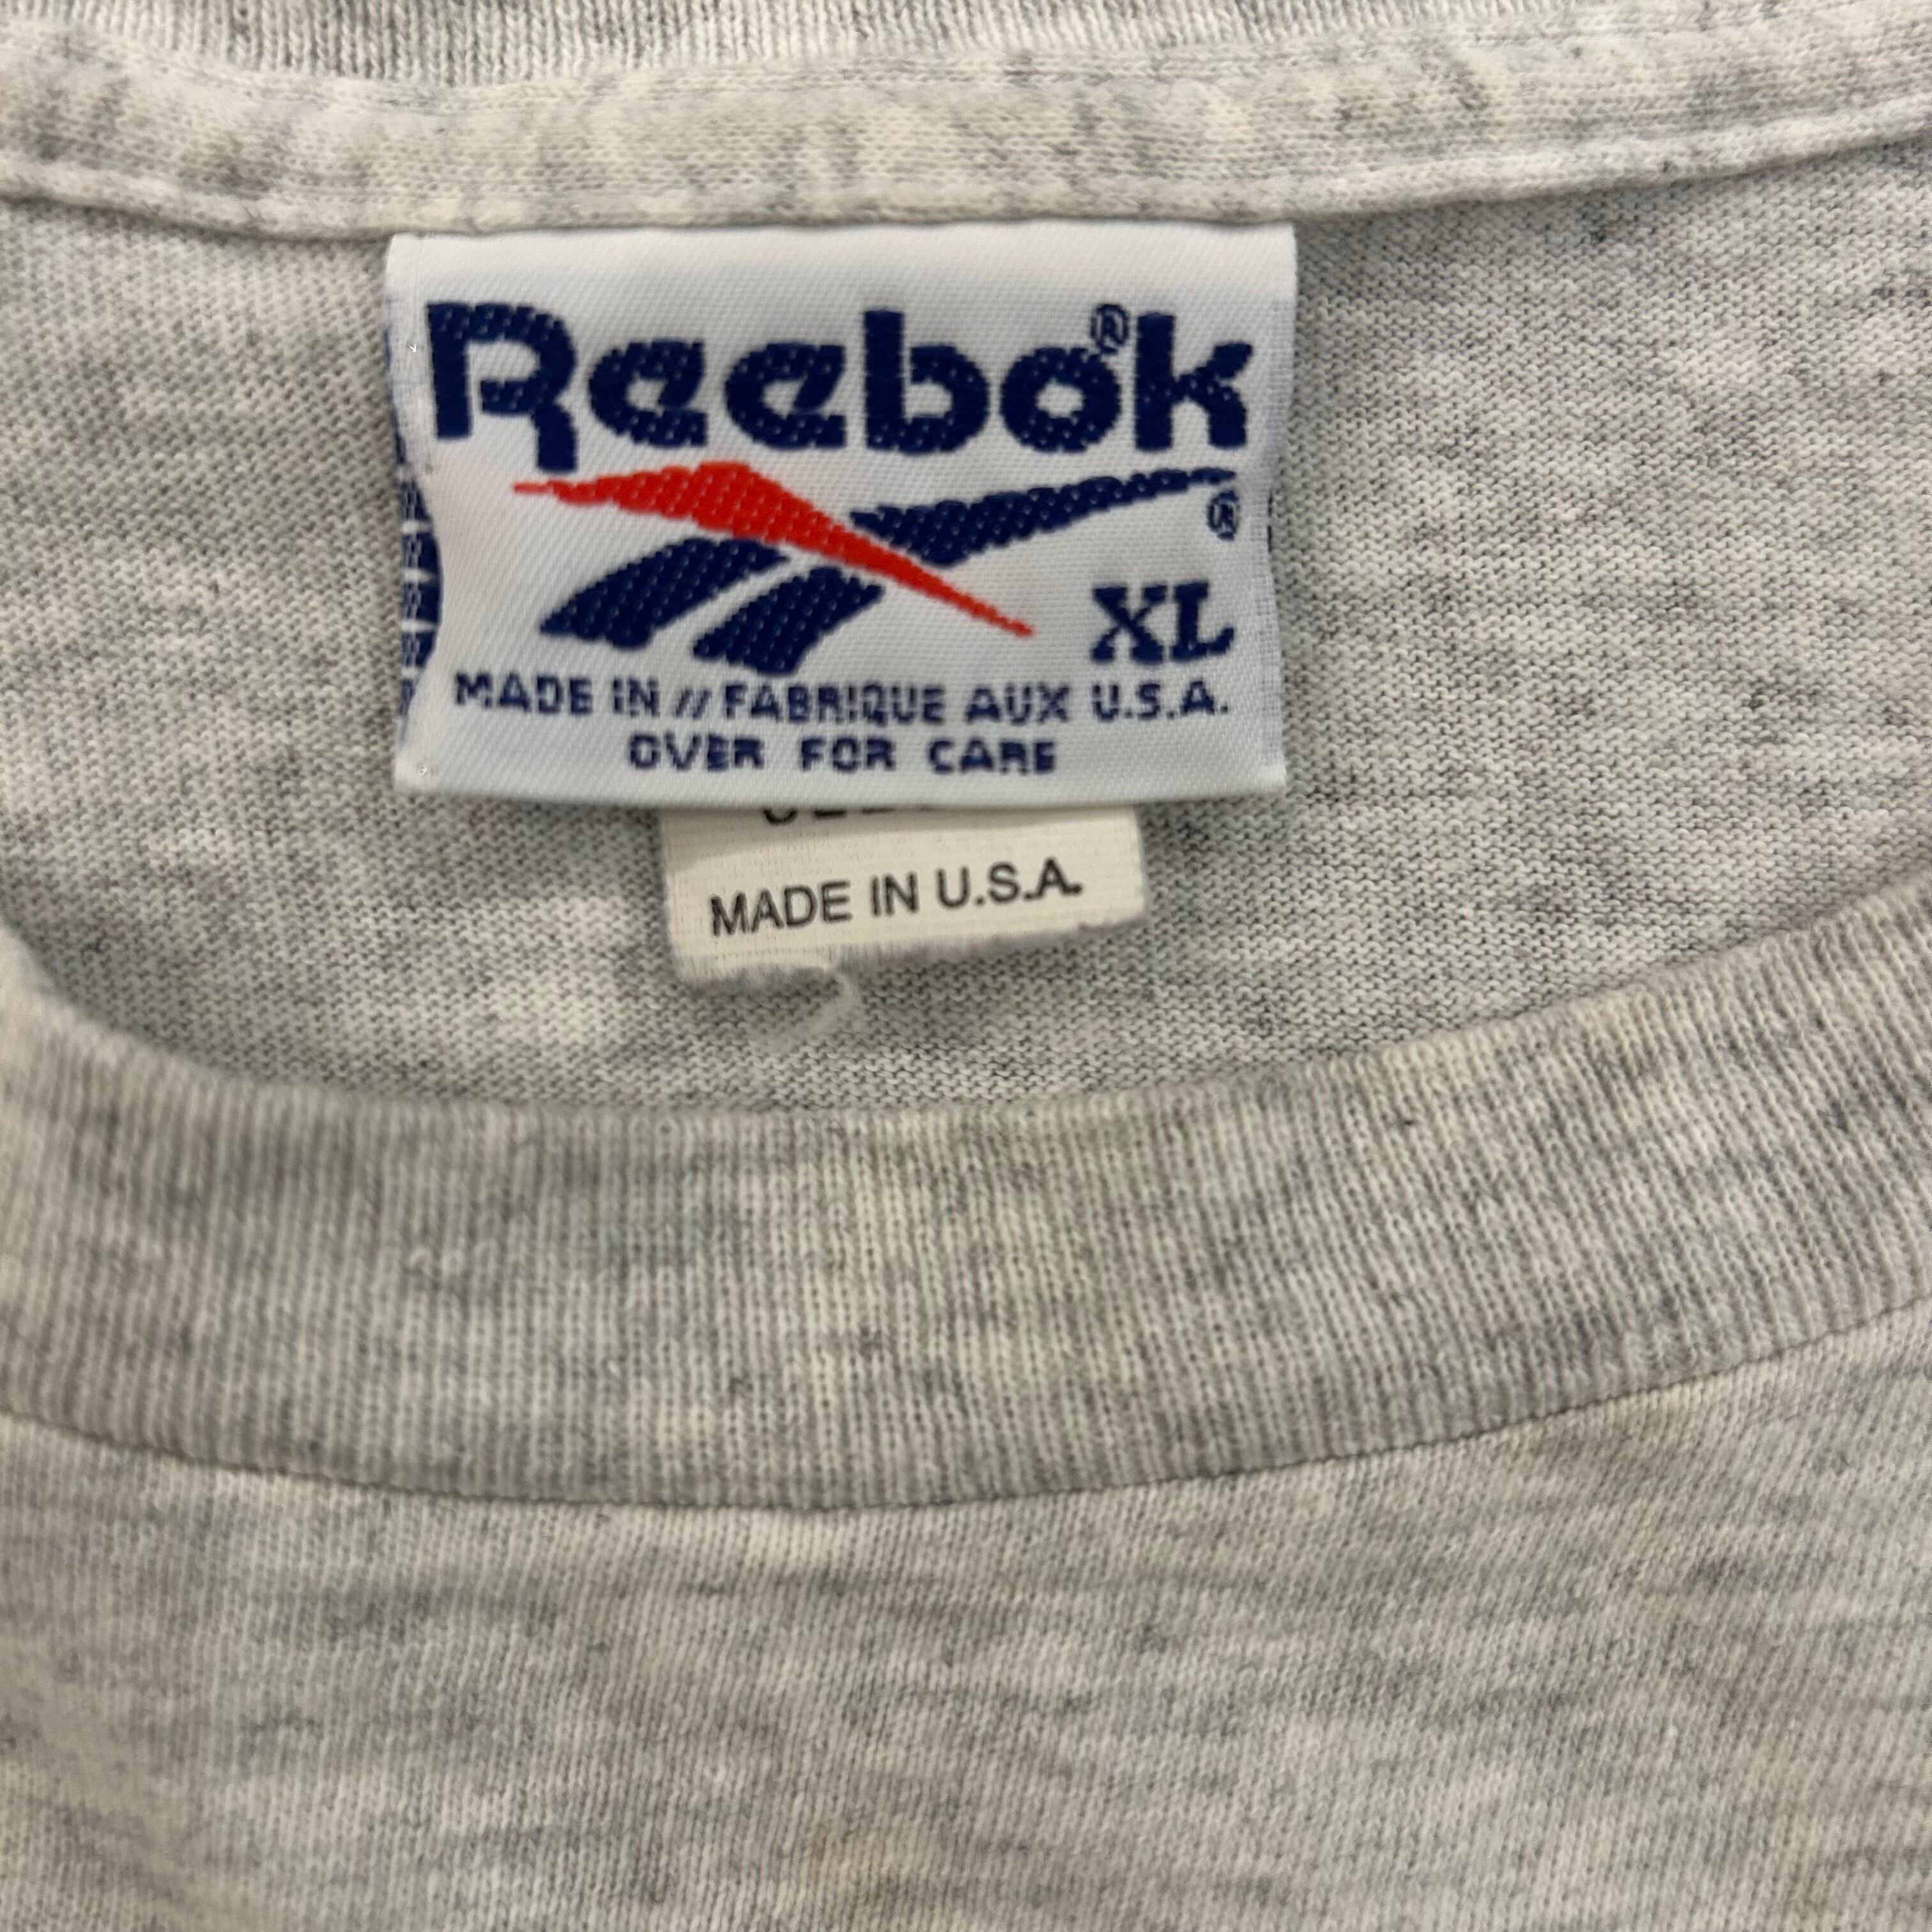 Reebok®
®
XL
MADE IN // FABRIQUE AUX U.S.A.
OVER FOR CARE
MADE IN U.S.A.